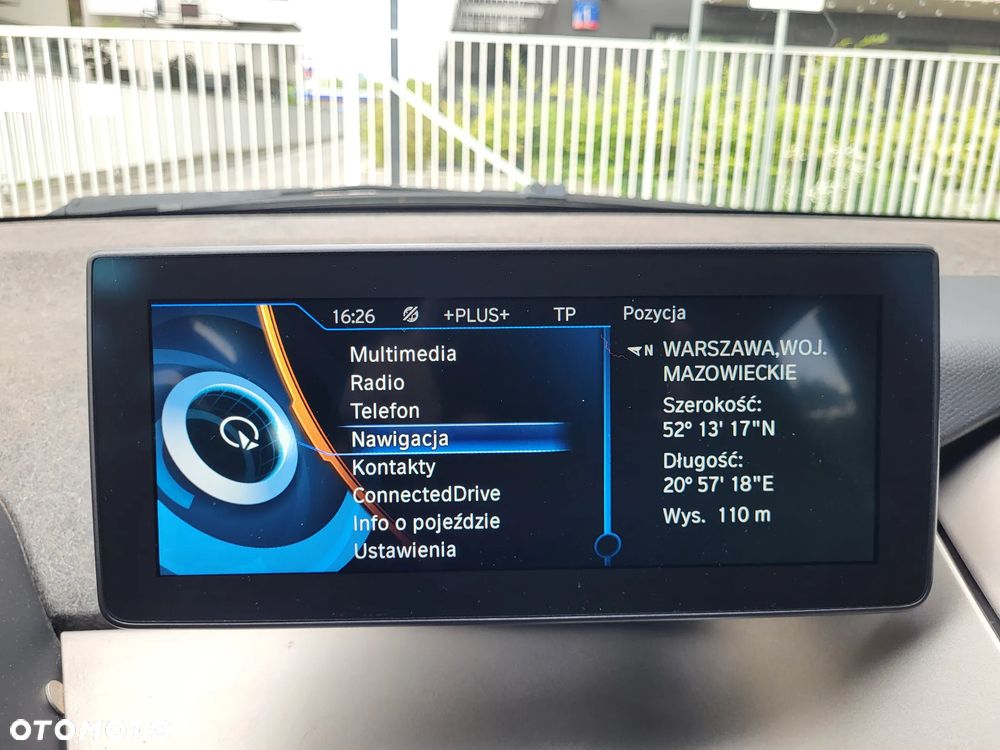 16:26 +PLUS+ TP
Multimedia
Radio
Telefon
Nawigacja
Kontakty
ConnectedDrive
Info o pojeździe
Ustawienia
Pozycja
N WARSZAWA,WOJ.
MAZOWIECKIE
Szerokość:
52° 13' 17"N
Długość:
20° 57' 18"E
Wys. 110 m